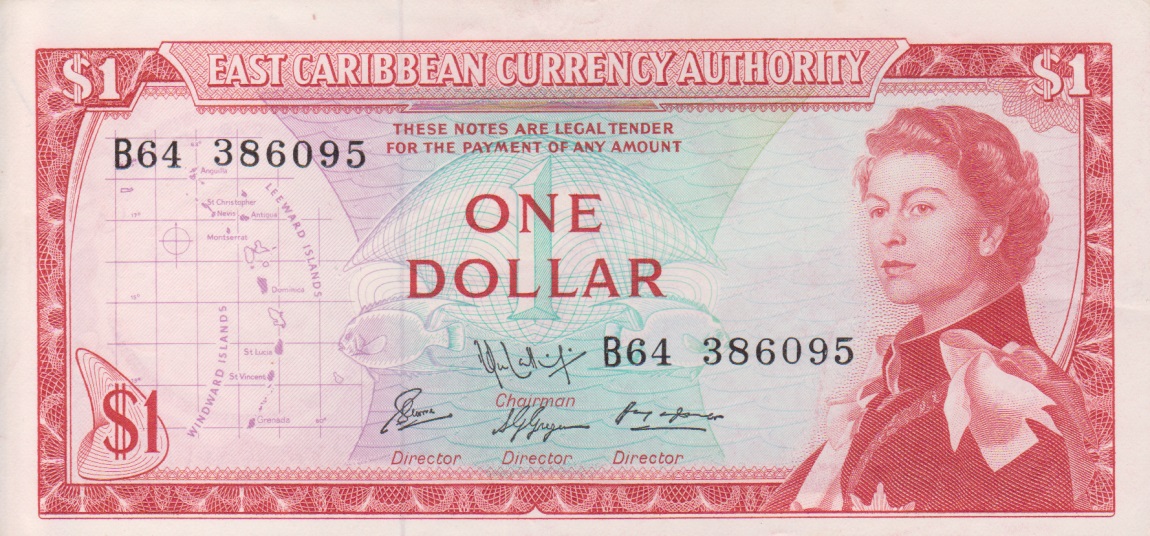 $1
EAST CARIBBEAN CURRENCY AUTHORITY
$1
THESE NOTES ARE LEGAL TENDER
FOR THE PAYMENT OF ANY AMOUNT
B64 386095
Anguilla
LEEWARD ISLANDS
St Christopher
Nevis
Antigua
Montserrat
Dominica
WINDWARD ISLANDS
St Lucia
St Vincent
Grenada
1
ONE
DOLLAR
B64 386095
Chairman
Director Director Director
$1